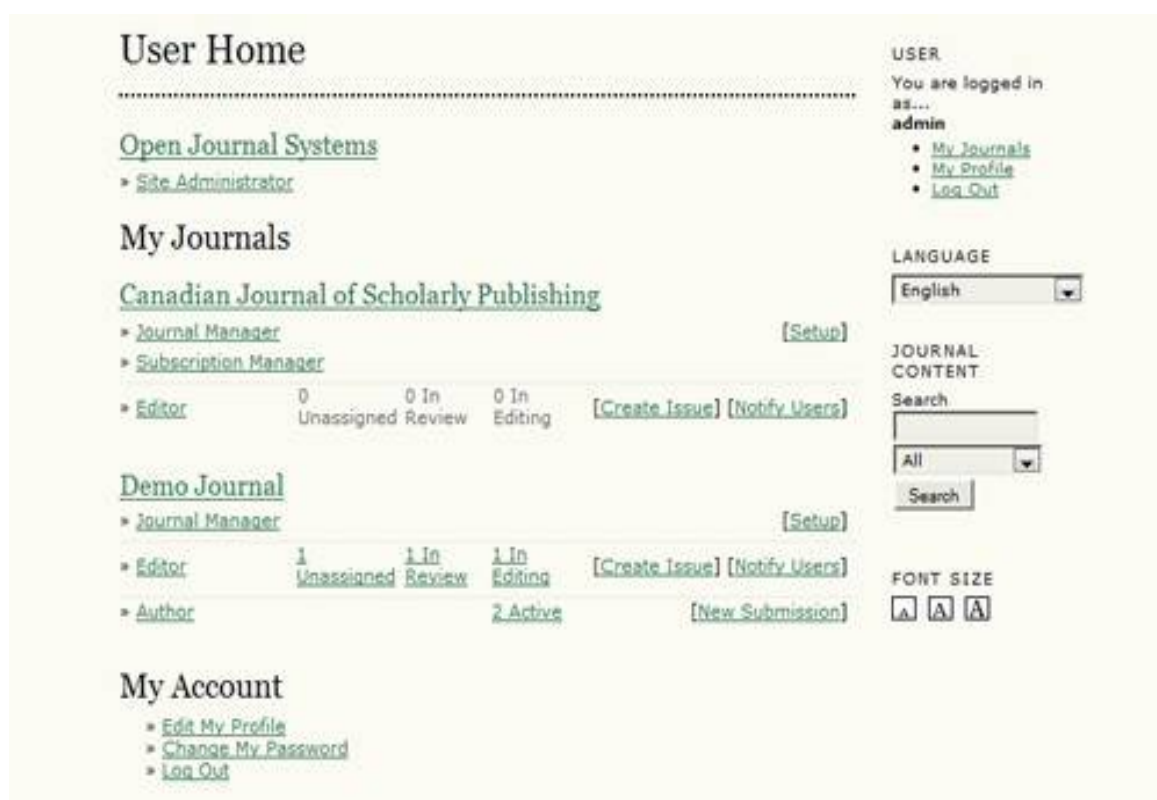 User Home
Open Journal Systems
» Site Administrator
My Journals
Canadian Journal of Scholarly Publishing
» Journal Manager [Setup]
» Subscription Manager
» Editor 0 Unassigned 0 In Review 0 In Editing [Create Issue] [Notify Users]
Demo Journal
» Journal Manager [Setup]
» Editor 1 Unassigned 1 In Review 1 In Editing [Create Issue] [Notify Users]
» Author 2 Active [New Submission]
My Account
» Edit My Profile
» Change My Password
» Log Out
USER
You are logged in
as...
admin
• My Journals
• My Profile
• Log Out
LANGUAGE
English
JOURNAL
CONTENT
Search
All
Search
FONT SIZE
A A A